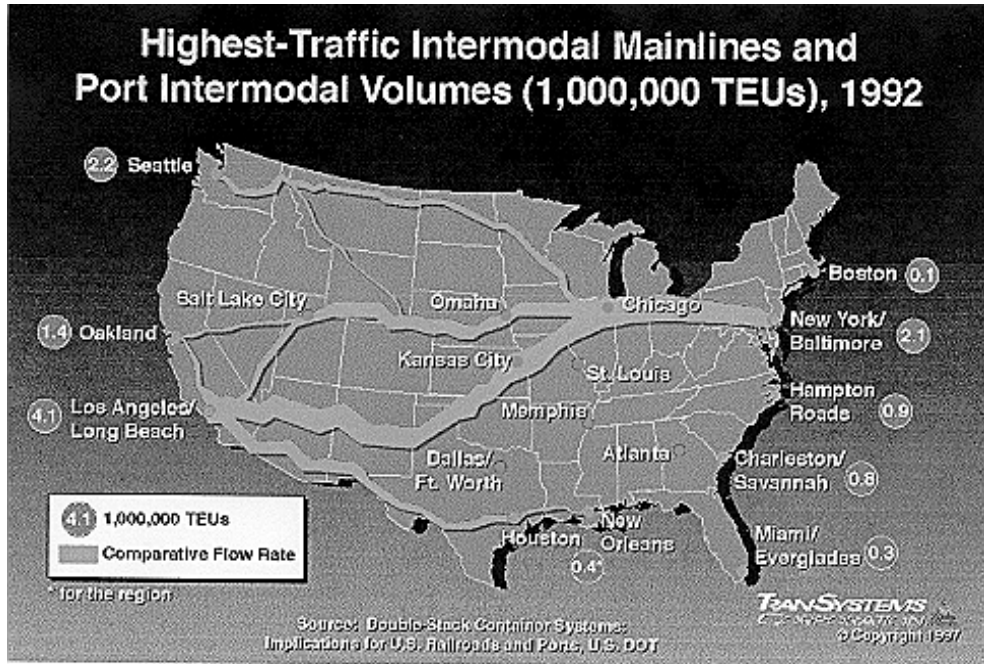 Highest-Traffic Intermodal Mainlines and
Port Intermodal Volumes (1,000,000 TEUs), 1992
2.2 Seattle
Boston 0.1
Salt Lake City
Omaha
Chicago
1.4 Oakland
New York/
Baltimore 2.1
Kansas City
St. Louis
4.1 Los Angeles/
Long Beach
Memphis
Hampton
Roads 0.9
Dallas/
Ft. Worth
Atlanta
Charleston/
Savannah 0.8
4.1 1,000,000 TEUs
Comparative Flow Rate
Houston
New
Orleans
0.4*
Miami/
Everglades 0.3
* for the region
TRANSYSTEMS
© Copyright 1997
Source: Double-Stack Container Systems:
Implications for U.S. Railroads and Ports, U.S. DOT